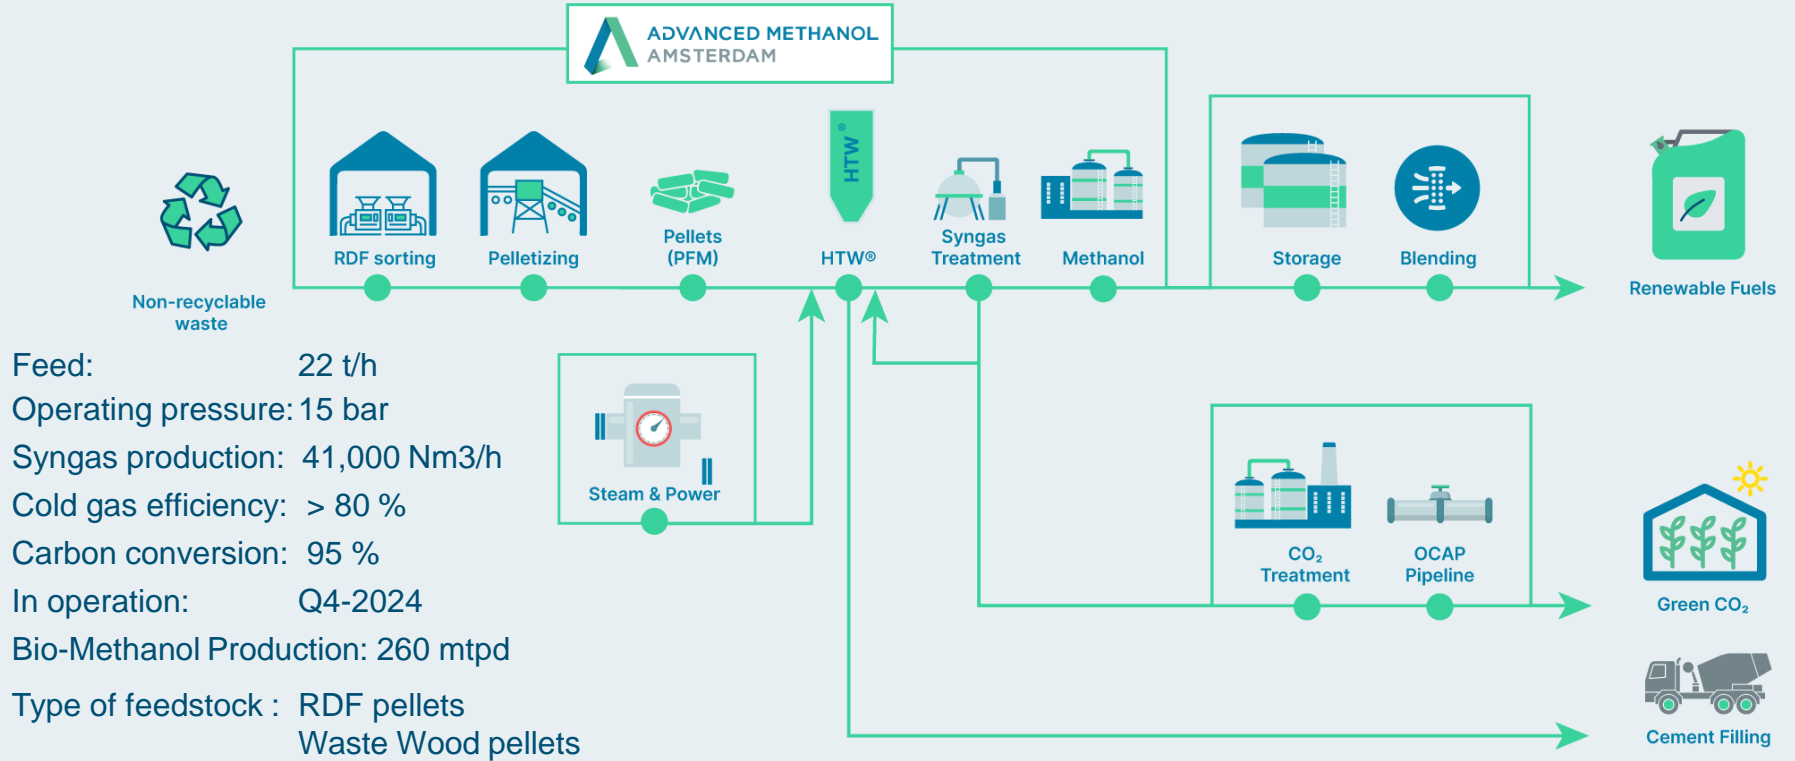 ADVANCED METHANOL
AMSTERDAM
HTW®
RDF sorting
Pelletizing
Pellets
(PFM)
HTW®
Syngas
Treatment
Methanol
Storage
Blending
Renewable Fuels
Non-recyclable
waste
Feed: 22 t/h
Operating pressure: 15 bar
Syngas production: 41,000 Nm3/h
Cold gas efficiency: > 80 %
Carbon conversion: 95 %
In operation: Q4-2024
Bio-Methanol Production: 260 mtpd
Type of feedstock : RDF pellets
Waste Wood pellets
Steam & Power
CO₂
Treatment
OCAP
Pipeline
Green CO₂
Cement Filling